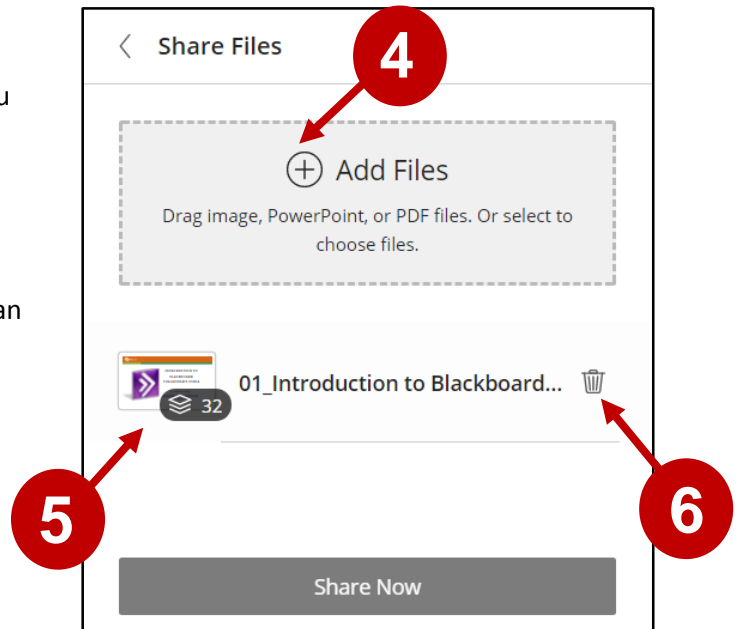 Share Files
4
u
Add Files
Drag image, PowerPoint, or PDF files. Or select to
choose files.
an
32
01_Introduction to Blackboard...
5
6
Share Now